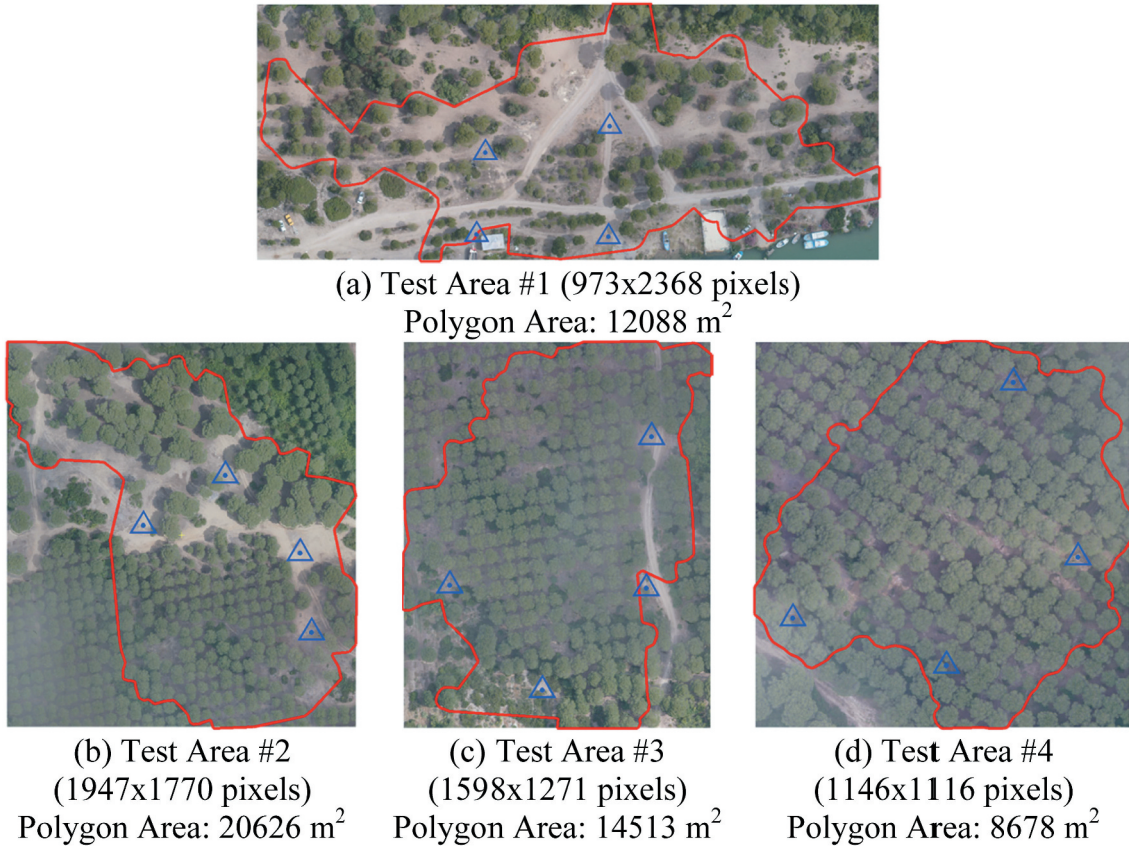 (a) Test Area #1 (973x2368 pixels)
Polygon Area: 12088 m²
(b) Test Area #2
(1947x1770 pixels)
Polygon Area: 20626 m²
(c) Test Area #3
(1598x1271 pixels)
Polygon Area: 14513 m²
(d) Test Area #4
(1146x1116 pixels)
Polygon Area: 8678 m²